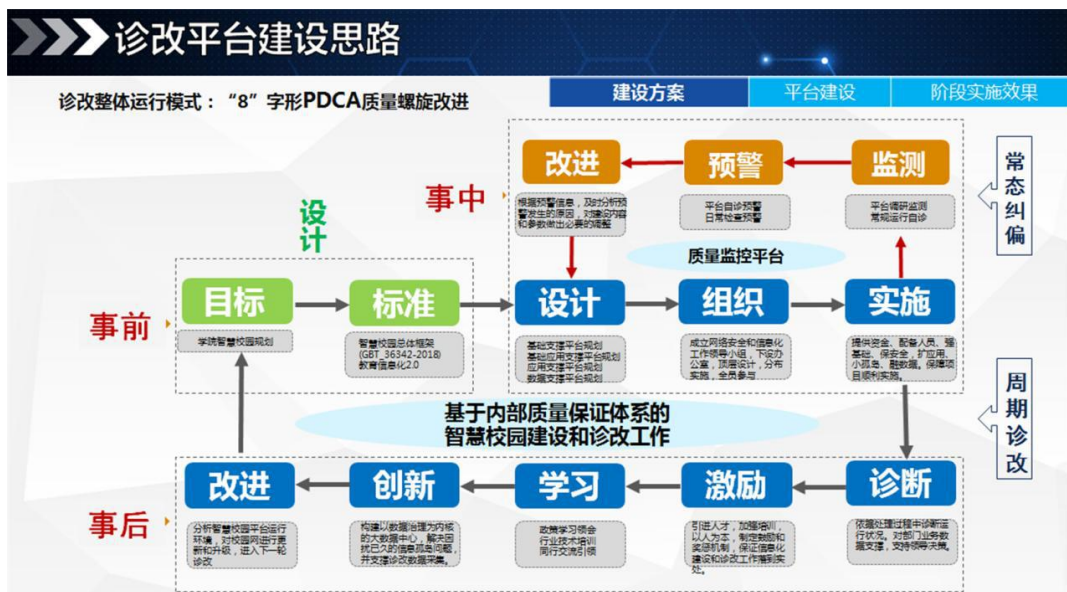 诊改平台建设思路
诊改整体运行模式：“8”字形PDCA质量螺旋改进
建设方案
平台建设
阶段实施效果
事中
改进
预警
监测
根据预警信息，及时分析预
警发生的原因，对建设内容
和参数做出必要的调整
平台自诊预警
日常检查预警
平台调研监测
常规运行自诊
常态纠偏
质量监控平台
设计
事前
目标
标准
设计
组织
实施
学院智慧校园规划
智慧校园总体框架
(GBT_36342-2018)
教育信息化2.0
基础支撑平台规划
基础应用支撑平台规划
应用支撑平台规划
数据支撑平台规划
成立网络安全和信息化
工作领导小组，下设办
公室，顶层设计，分布
实施，全员参与
提供资金、配备人员、强
基础、保安全，扩应用、
小孤岛、融数据。保障项
目顺利实施。
周期诊改
基于内部质量保证体系的
智慧校园建设和诊改工作
事后
改进
创新
学习
激励
诊断
分析智慧校园平台运行
环境，对校园网进行更
新和升级，进入下一轮
诊改
构建以数据治理为内核
的大数据中心，解决困
扰已久的信息孤岛问题，
并支撑诊改数据采集。
政策学习领会
行业技术培训
同行交流引领
引进人才，加强培训，
以人为本，制定鼓励和
奖惩机制，保证信息化
建设和诊改工作落到实
处。
依据处理过程中诊断运
行状况。对部门业务数
据支撑，支持领导决策。